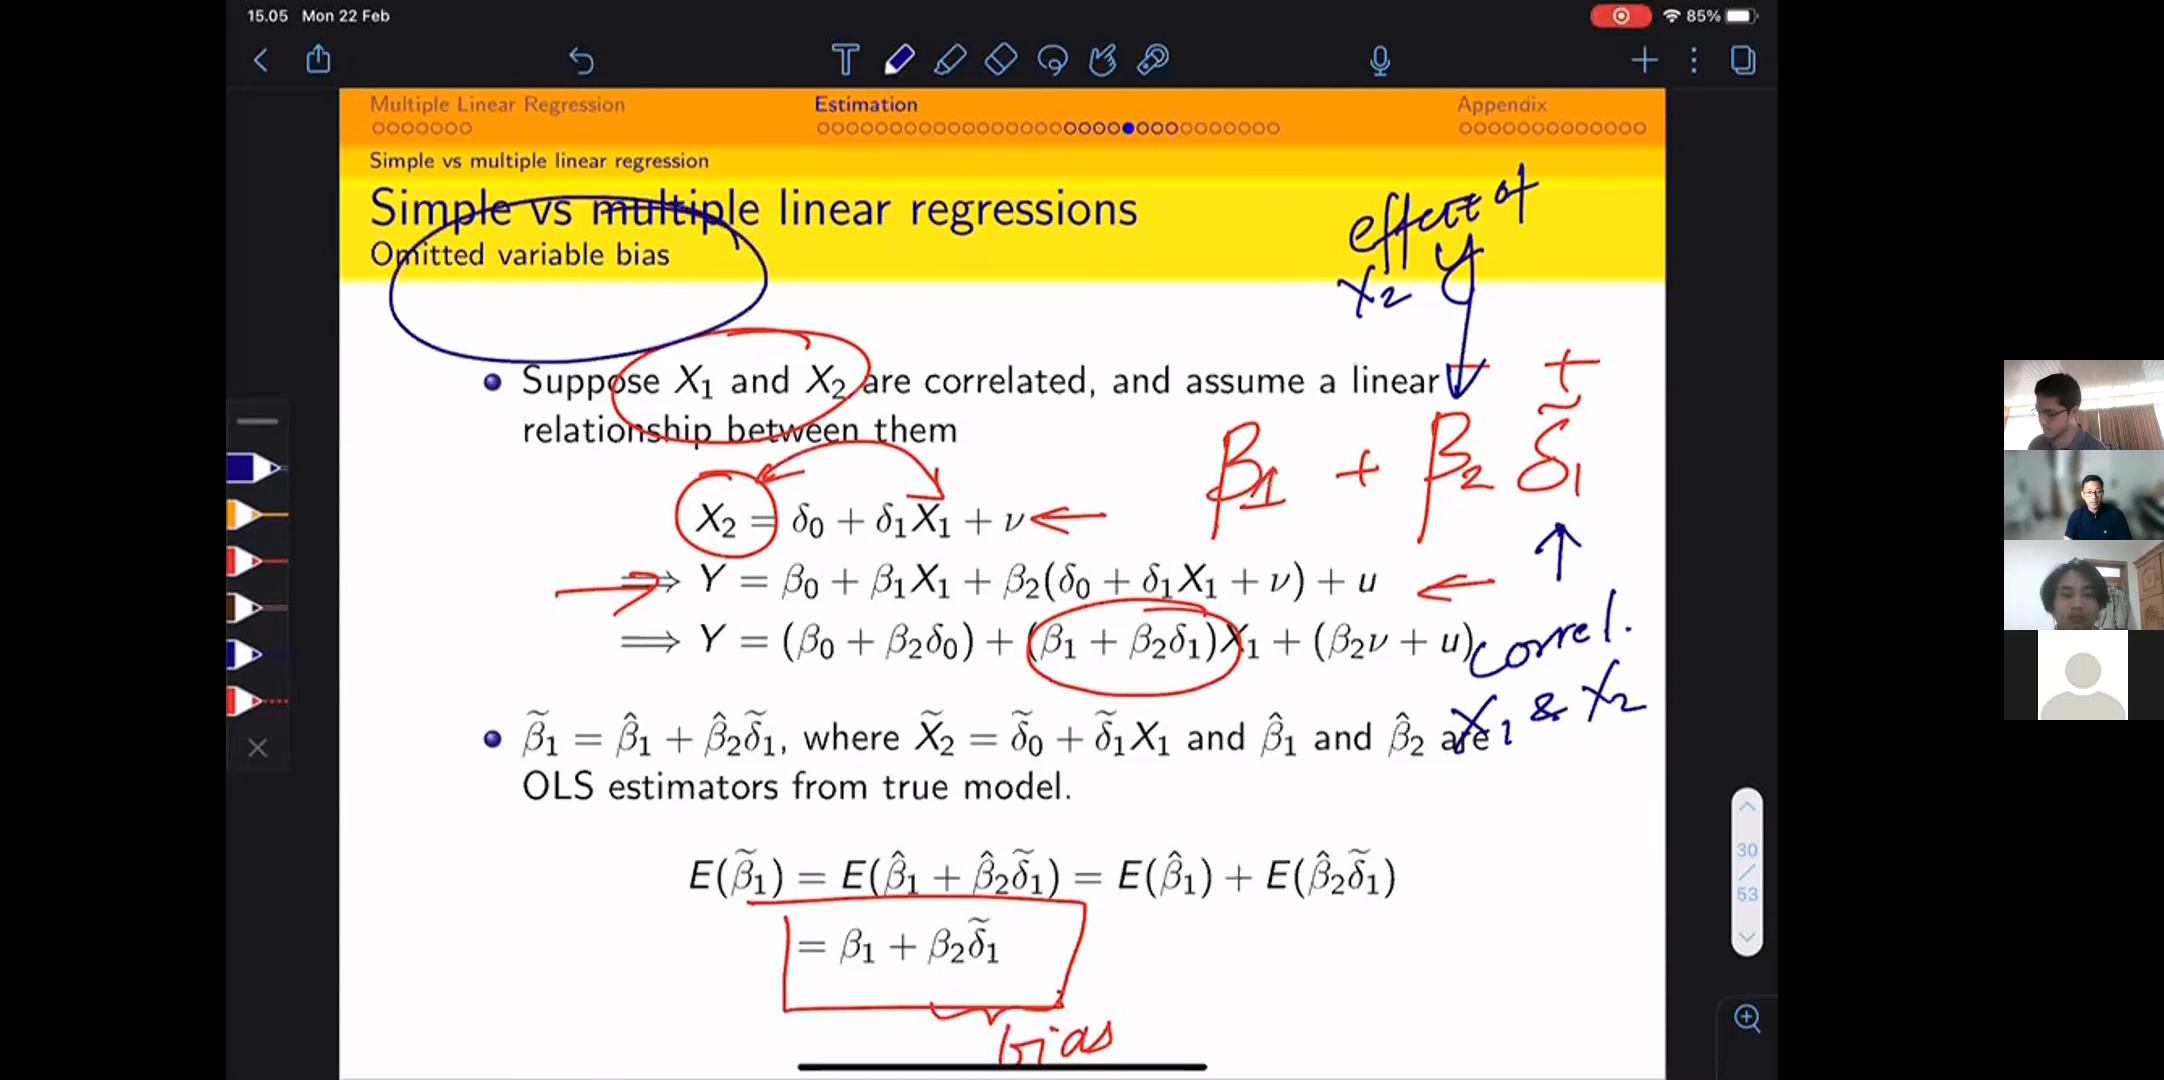 15.05 Mon 22 Feb
85%
Multiple Linear Regression
Estimation
Appendix
Simple vs multiple linear regression
Simple vs multiple linear regressions
Omitted variable bias
effect of
X2 y
Suppose X₁ and X₂ are correlated, and assume a linear
relationship between them
+
β1 + β2 δ̃1
X₂ = δ₀ + δ₁X₁ + ν
⟹ Y = β₀ + β₁X₁ + β₂(δ₀ + δ₁X₁ + ν) + u
⟹ Y = (β₀ + β₂δ₀) + (β₁ + β₂δ₁)X₁ + (β₂ν + u)
correl.
X1 & X2
β̃₁ = β̂₁ + β̂₂δ̃₁, where X̃₂ = δ̃₀ + δ̃₁X₁ and β̂₁ and β̂₂ are
OLS estimators from true model.
E(β̃₁) = E(β̂₁ + β̂₂δ̃₁) = E(β̂₁) + E(β̂₂δ̃₁)
= β₁ + β₂δ̃₁
bias
30
/
53